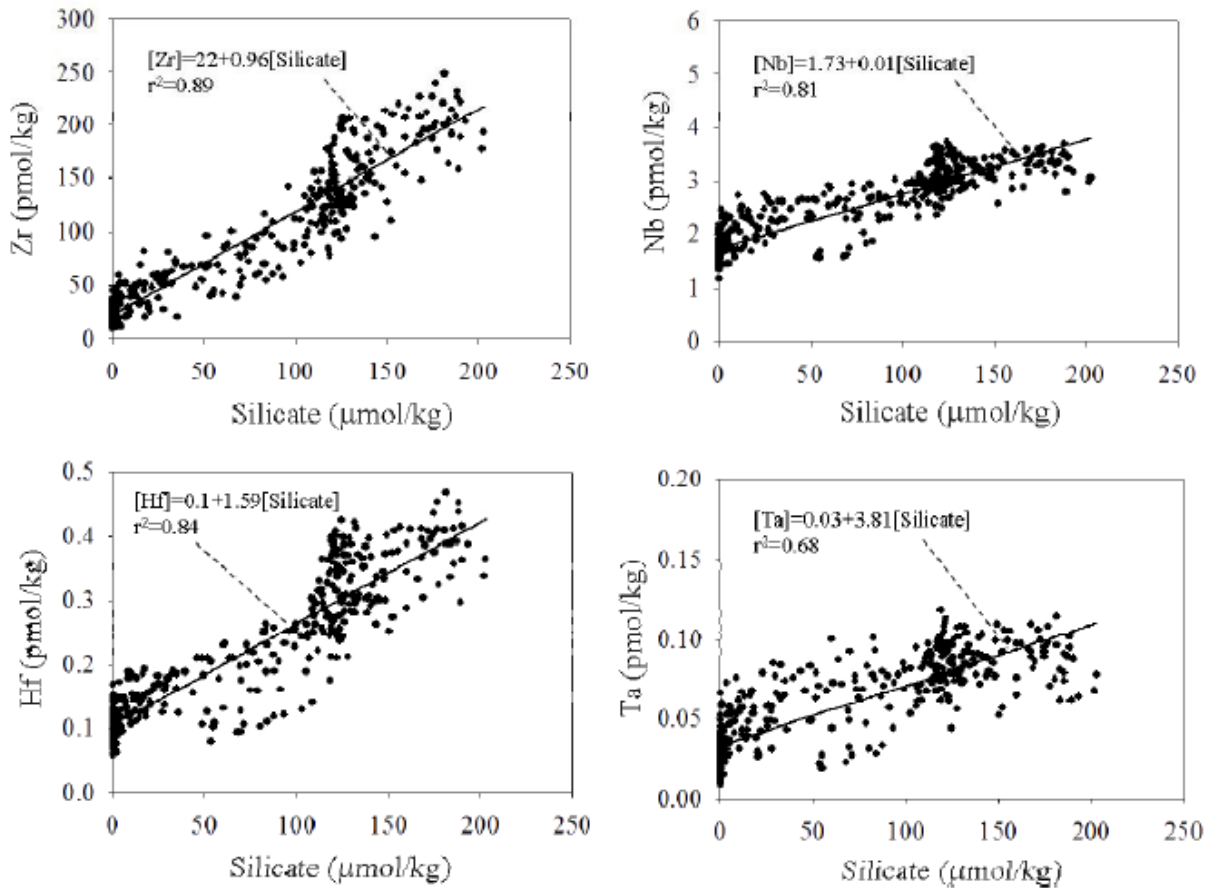 300
250
200
150
100
50
0
Zr (pmol/kg)
[Zr]=22+0.96[Silicate]
r²=0.89
0 50 100 150 200 250
Silicate (μmol/kg)
6
5
4
3
2
1
0
Nb (pmol/kg)
[Nb]=1.73+0.01[Silicate]
r²=0.81
0 50 100 150 200 250
Silicate (μmol/kg)
0.5
0.4
0.3
0.2
0.1
0.0
Hf (pmol/kg)
[Hf]=0.1+1.59[Silicate]
r²=0.84
0 50 100 150 200 250
Silicate (μmol/kg)
0.20
0.15
0.10
0.05
0.00
Ta (pmol/kg)
[Ta]=0.03+3.81[Silicate]
r²=0.68
0 50 100 150 200 250
Silicate (μmol/kg)